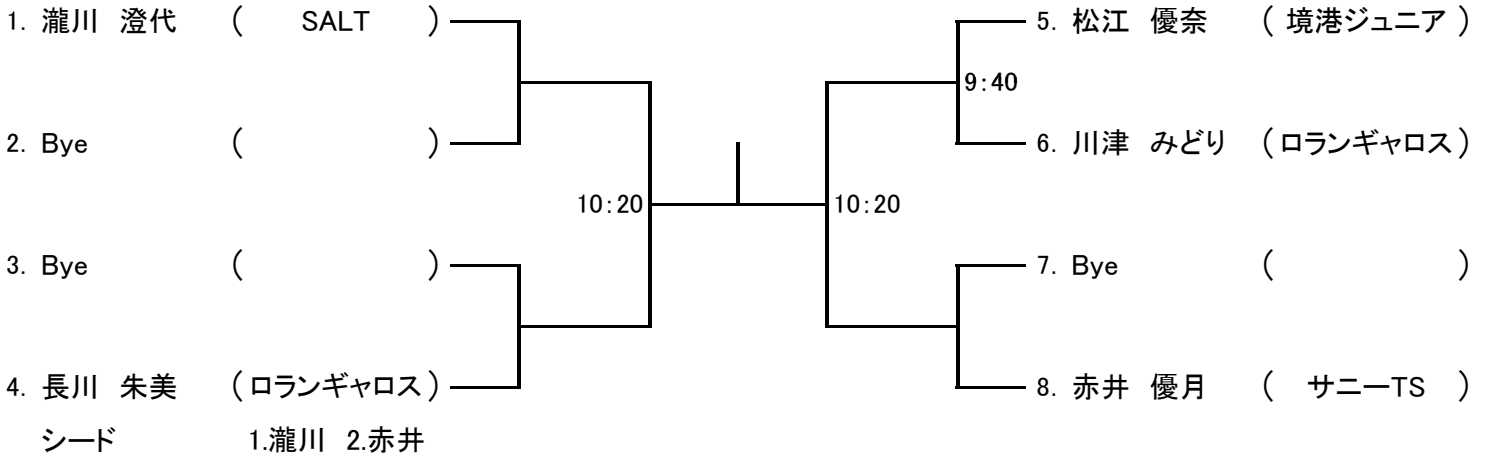 1. 瀧川 澄代 ( SALT ) 5. 松江 優奈 ( 境港ジュニア )
9:40
2. Bye ( ) 6. 川津 みどり ( ロランギャロス )
10:20 10:20
3. Bye ( ) 7. Bye ( )
4. 長川 朱美 ( ロランギャロス ) 8. 赤井 優月 ( サニーTS )
シード 1.瀧川 2.赤井